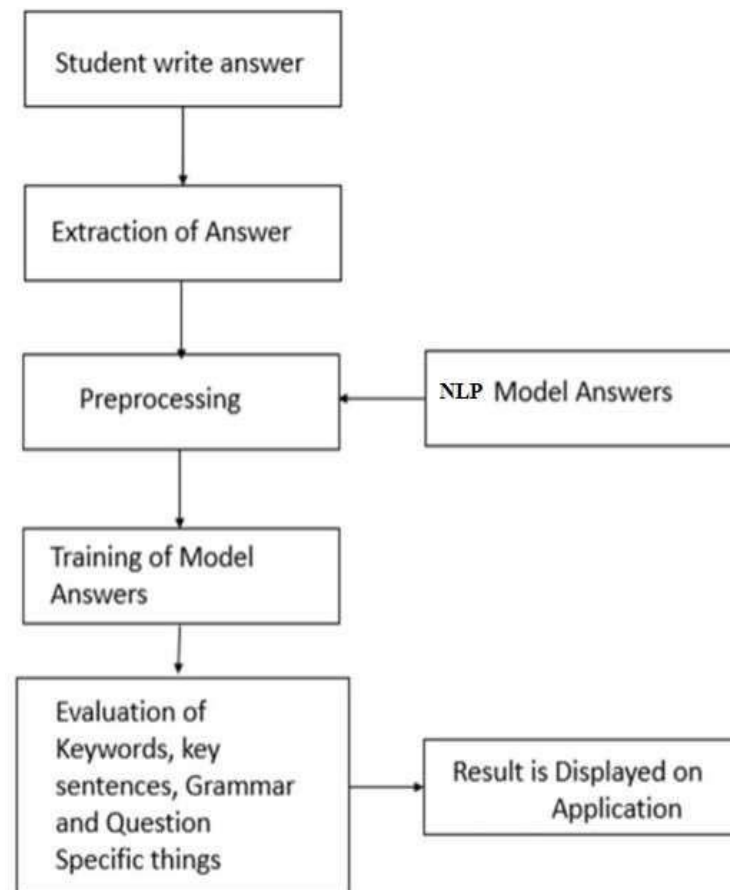 Student write answer
Extraction of Answer
Preprocessing
NLP Model Answers
Training of Model
Answers
Evaluation of
Keywords, key
sentences, Grammar
and Question
Specific things
Result is Displayed on
Application